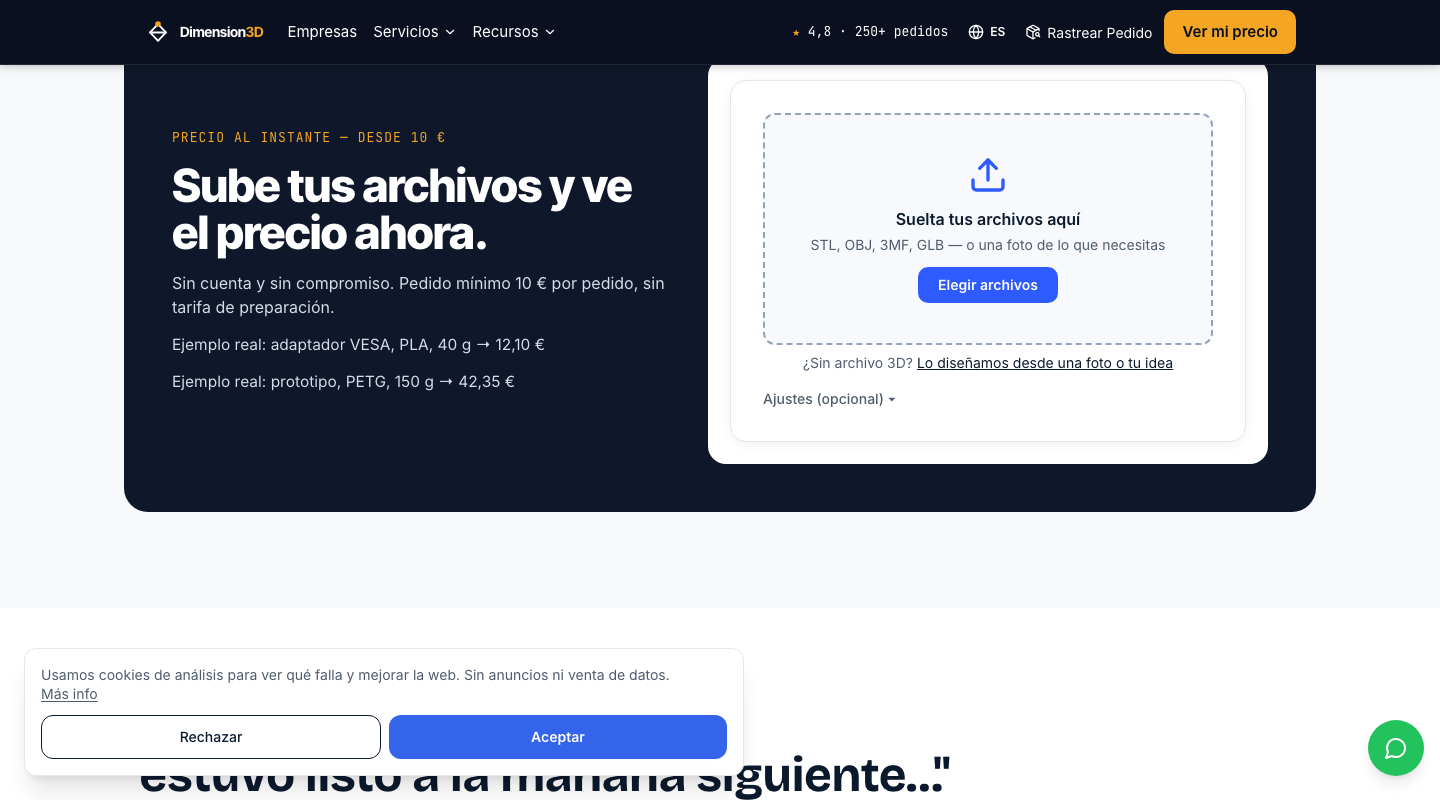 Dimension3D
Empresas
Servicios
Recursos
★ 4,8 · 250+ pedidos
ES
Rastrear Pedido
Ver mi precio
PRECIO AL INSTANTE — DESDE 10 €
Sube tus archivos y ve
el precio ahora.
Sin cuenta y sin compromiso. Pedido mínimo 10 € por pedido, sin
tarifa de preparación.
Ejemplo real: adaptador VESA, PLA, 40 g → 12,10 €
Ejemplo real: prototipo, PETG, 150 g → 42,35 €
Suelta tus archivos aquí
STL, OBJ, 3MF, GLB — o una foto de lo que necesitas
Elegir archivos
¿Sin archivo 3D? Lo diseñamos desde una foto o tu idea
Ajustes (opcional)
Usamos cookies de análisis para ver qué falla y mejorar la web. Sin anuncios ni venta de datos.
Más info
Rechazar
Aceptar
estuvo listo a la mañana siguiente..."